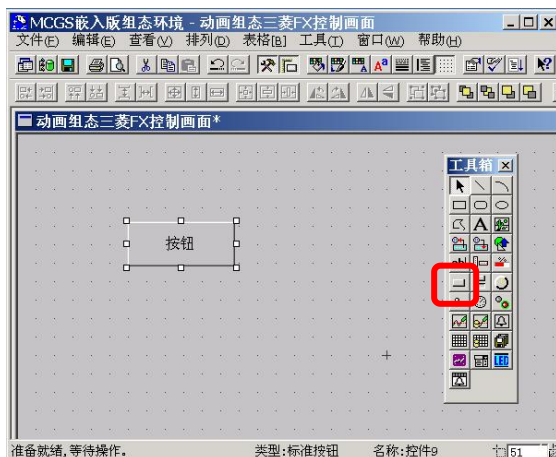 MCGS嵌入版组态环境 - 动画组态三菱FX控制画面
文件(F) 编辑(E) 查看(V) 排列(D) 表格[B] 工具(T) 窗口(W) 帮助(H)
动画组态三菱FX控制画面*
工具箱
A
按钮
ab|
LED
准备就绪,等待操作。 类型:标准按钮 名称:控件9 51